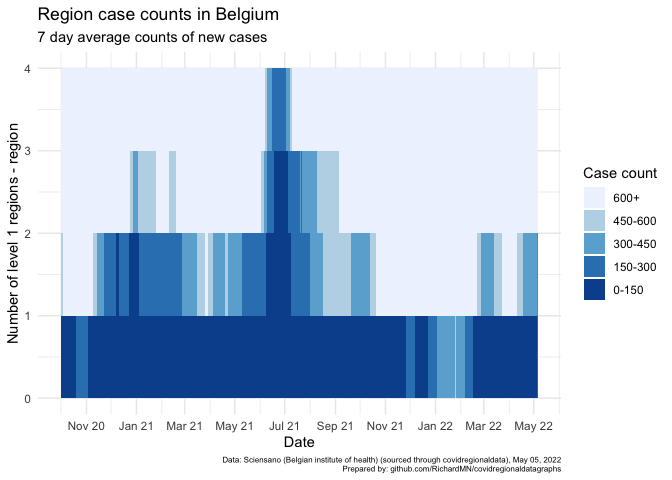 Region case counts in Belgium
7 day average counts of new cases
Number of level 1 regions - region
4
3
2
1
0
Nov 20
Jan 21
Mar 21
May 21
Jul 21
Sep 21
Nov 21
Jan 22
Mar 22
May 22
Date
Case count
600+
450-600
300-450
150-300
0-150
Data: Sciensano (Belgian institute of health) (sourced through covidregionaldata), May 05, 2022
Prepared by: github.com/RichardMN/covidregionaldatagraphs